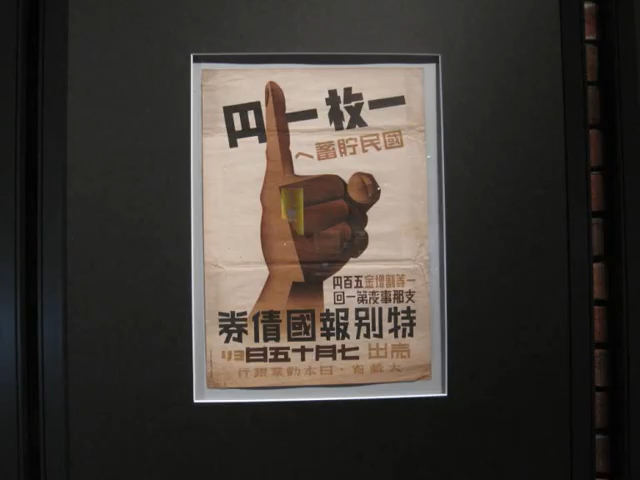 一枚一円
國民貯蓄へ
一等割増金五百円
支那事変第一回
特別報國債券
売出 七月十五日ヨリ
大蔵省・日本勧業銀行